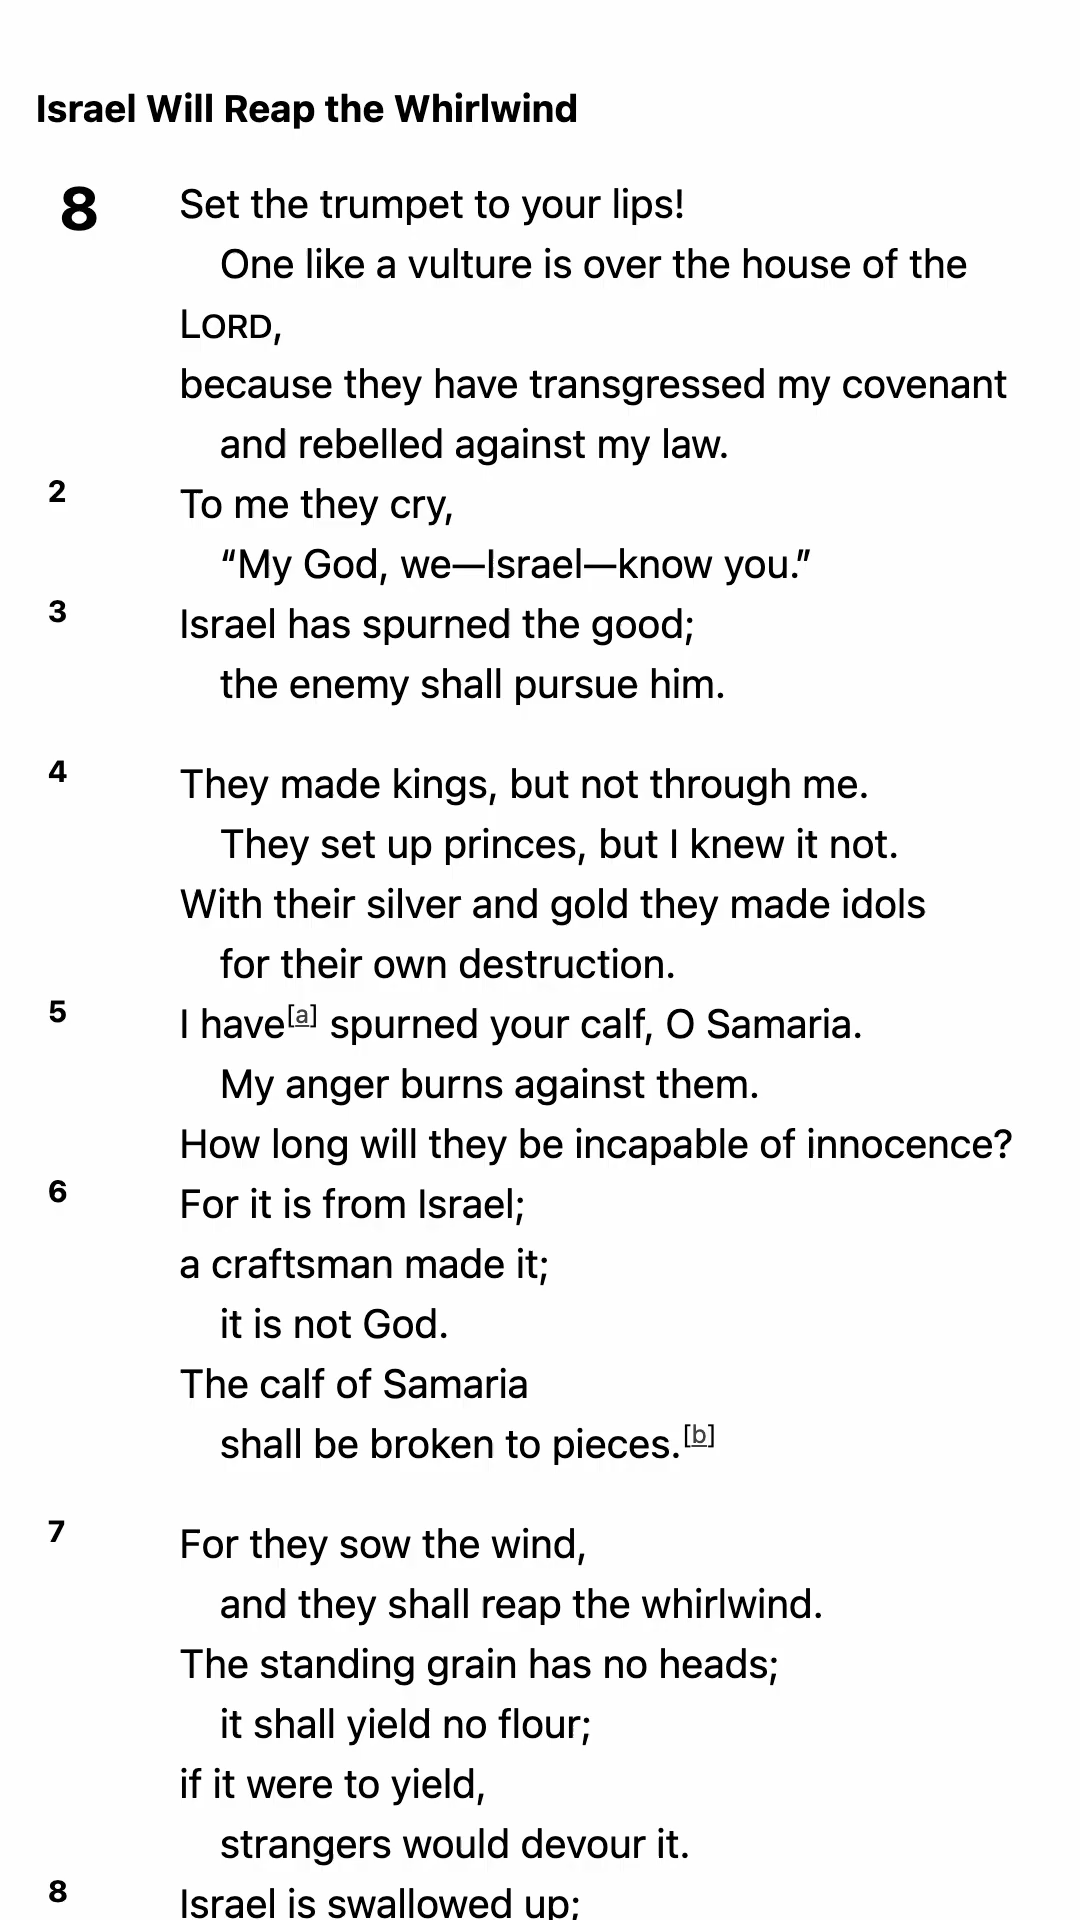 Israel Will Reap the Whirlwind
8 Set the trumpet to your lips!
One like a vulture is over the house of the
LORD,
because they have transgressed my covenant
and rebelled against my law.
2 To me they cry,
“My God, we—Israel—know you.”
3 Israel has spurned the good;
the enemy shall pursue him.
4 They made kings, but not through me.
They set up princes, but I knew it not.
With their silver and gold they made idols
for their own destruction.
5 I have[a] spurned your calf, O Samaria.
My anger burns against them.
How long will they be incapable of innocence?
6 For it is from Israel;
a craftsman made it;
it is not God.
The calf of Samaria
shall be broken to pieces.[b]
7 For they sow the wind,
and they shall reap the whirlwind.
The standing grain has no heads;
it shall yield no flour;
if it were to yield,
strangers would devour it.
8 Israel is swallowed up;